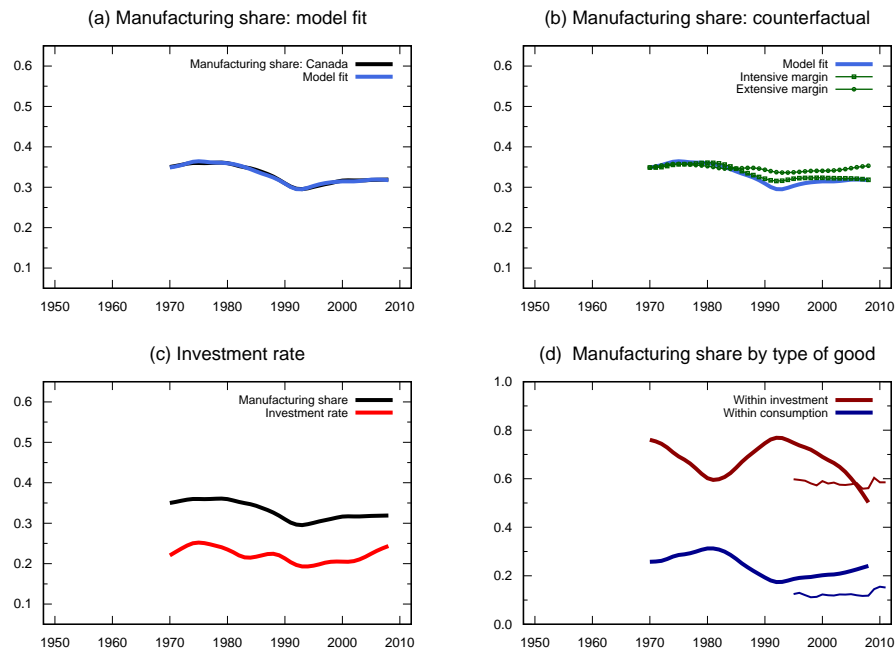 (a) Manufacturing share: model fit
0.6
0.5
0.4
0.3
0.2
0.1
Manufacturing share: Canada
Model fit
1950 1960 1970 1980 1990 2000 2010
(b) Manufacturing share: counterfactual
0.6
0.5
0.4
0.3
0.2
0.1
Model fit
Intensive margin
Extensive margin
1950 1960 1970 1980 1990 2000 2010
(c) Investment rate
0.6
0.5
0.4
0.3
0.2
0.1
Manufacturing share
Investment rate
1950 1960 1970 1980 1990 2000 2010
(d) Manufacturing share by type of good
1.0
0.8
0.6
0.4
0.2
0.0
Within investment
Within consumption
1950 1960 1970 1980 1990 2000 2010